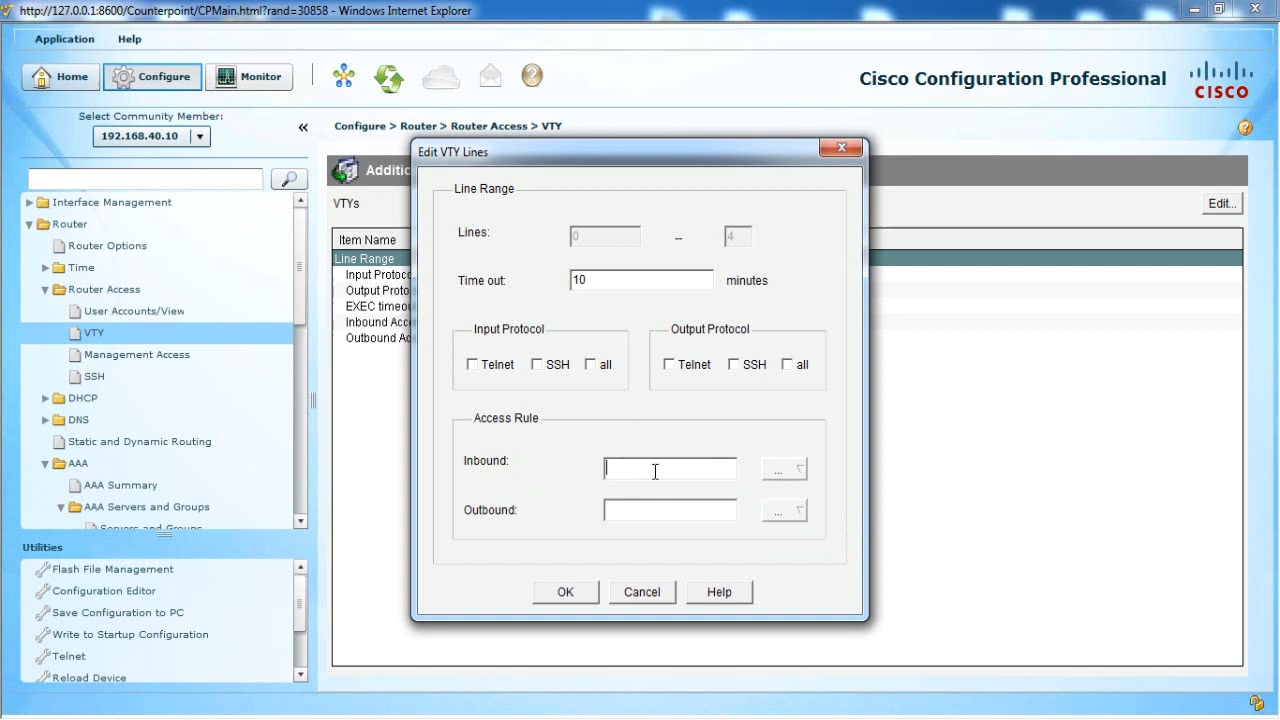 http://127.0.0.1:8600/Counterpoint/CPMain.html?rand=30858 - Windows Internet Explorer
Application Help
Home Configure Monitor
Cisco Configuration Professional
CISCO
Select Community Member:
192.168.40.10
Configure > Router > Router Access > VTY
Interface Management
Router
Router Options
Time
Router Access
User Accounts/View
VTY
Management Access
SSH
DHCP
DNS
Static and Dynamic Routing
AAA
AAA Summary
AAA Servers and Groups
Servers and Groups
Utilities
Flash File Management
Configuration Editor
Save Configuration to PC
Write to Startup Configuration
Telnet
Reload Device
Additio
VTYs
Edit...
Item Name
Line Range
Input Protoco
Output Proto
EXEC timeou
Inbound Acce
Outbound Ac
Edit VTY Lines
Line Range
Lines: 0 -- 4
Time out: 10 minutes
Input Protocol
Telnet SSH all
Output Protocol
Telnet SSH all
Access Rule
Inbound: ...
Outbound: ...
OK Cancel Help